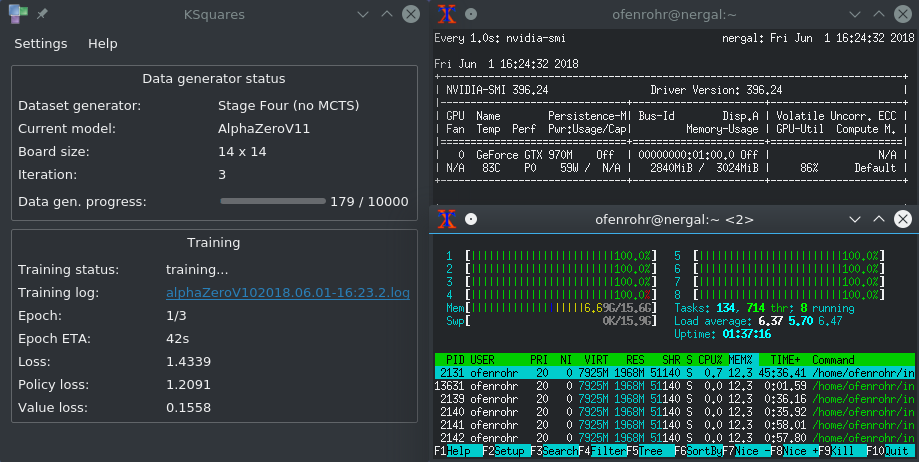 KSquares
Settings Help
Data generator status
Dataset generator: Stage Four (no MCTS)
Current model: AlphaZeroV11
Board size: 14 x 14
Iteration: 3
Data gen. progress: 179 / 10000
Training
Training status: training...
Training log: alphaZeroV102018.06.01-16:23.2.log
Epoch: 1/3
Epoch ETA: 42s
Loss: 1.4339
Policy loss: 1.2091
Value loss: 0.1558
ofenrohr@nergal:~
Every 1.0s: nvidia-smi nergal: Fri Jun 1 16:24:32 2018
Fri Jun 1 16:24:32 2018
+-----------------------------------------------------------------------------+
| NVIDIA-SMI 396.24 Driver Version: 396.24
|-------------------------------+----------------------+----------------------+
| GPU Name Persistence-M| Bus-Id Disp.A | Volatile Uncorr. ECC |
| Fan Temp Perf Pwr:Usage/Cap| Memory-Usage | GPU-Util Compute M. |
|===============================+======================+======================|
| 0 GeForce GTX 970M Off | 00000000:01:00.0 Off | N/A |
| N/A 83C P0 59W / N/A | 2840MiB / 3024MiB | 86% Default |
+-------------------------------+----------------------+----------------------+
ofenrohr@nergal:~ <2>
1 [||||||||||||||||||||||||100.0%] 5 [||||||||||||||||||||||||100.0%]
2 [||||||||||||||||||||||||100.0%] 6 [||||||||||||||||||||||||100.0%]
3 [||||||||||||||||||||||||100.0%] 7 [||||||||||||||||||||||||100.0%]
4 [||||||||||||||||||||||||100.0%] 8 [||||||||||||||||||||||||100.0%]
Mem[|||||||||||||||||||6.69G/15.6G] Tasks: 134, 714 thr; 8 running
Swp[ 0K/15.9G] Load average: 6.37 5.70 6.47
Uptime: 01:37:16
PID USER PRI NI VIRT RES SHR S CPU% MEM% TIME+ Command
2131 ofenrohr 20 0 7925M 1968M 51140 S 0.7 12.3 45:36.41 /home/ofenrohr/in
13631 ofenrohr 20 0 7925M 1968M 51140 S 0.0 12.3 0:01.59 /home/ofenrohr/in
2139 ofenrohr 20 0 7925M 1968M 51140 S 0.0 12.3 0:36.16 /home/ofenrohr/in
2140 ofenrohr 20 0 7925M 1968M 51140 S 0.0 12.3 0:35.92 /home/ofenrohr/in
2141 ofenrohr 20 0 7925M 1968M 51140 S 0.0 12.3 0:58.01 /home/ofenrohr/in
2142 ofenrohr 20 0 7925M 1968M 51140 S 0.0 12.3 0:57.80 /home/ofenrohr/in
F1Help F2Setup F3SearchF4FilterF5Tree F6SortByF7Nice -F8Nice +F9Kill F10Quit